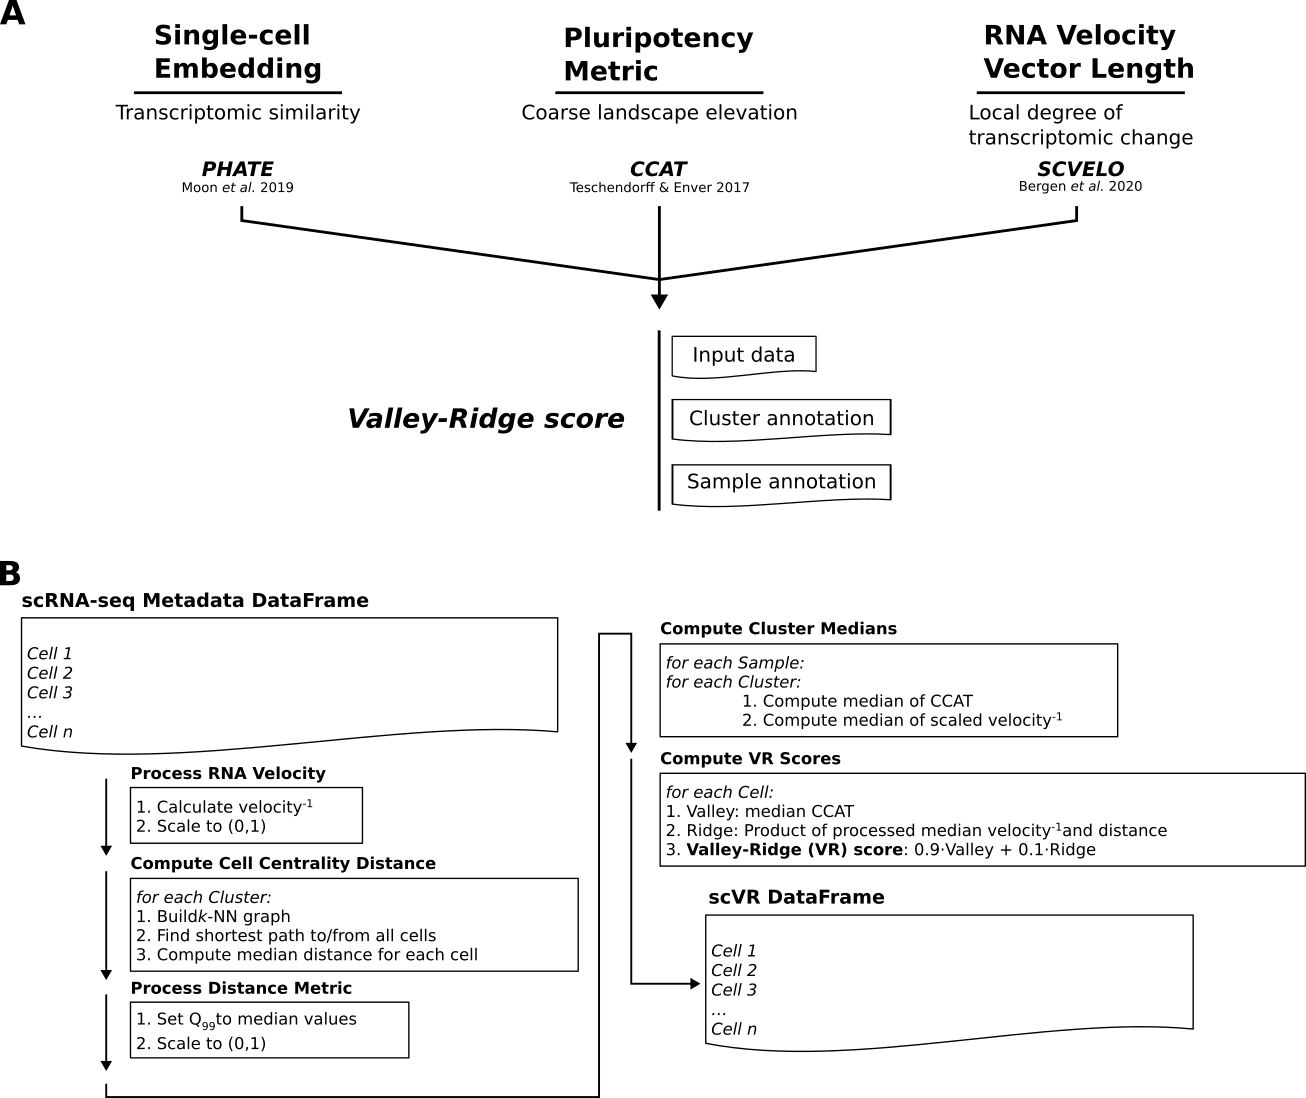 A
Single-cell
Embedding
Transcriptomic similarity
PHATE
Moon et al. 2019
Pluripotency
Metric
Coarse landscape elevation
CCAT
Teschendorff & Enver 2017
RNA Velocity
Vector Length
Local degree of
transcriptomic change
SCVELO
Bergen et al. 2020
Valley-Ridge score
Input data
Cluster annotation
Sample annotation
B
scRNA-seq Metadata DataFrame
Cell 1
Cell 2
Cell 3
...
Cell n
Process RNA Velocity
1. Calculate velocity⁻¹
2. Scale to (0,1)
Compute Cell Centrality Distance
for each Cluster:
1. Buildk-NN graph
2. Find shortest path to/from all cells
3. Compute median distance for each cell
Process Distance Metric
1. Set Q₉₉to median values
2. Scale to (0,1)
Compute Cluster Medians
for each Sample:
for each Cluster:
1. Compute median of CCAT
2. Compute median of scaled velocity⁻¹
Compute VR Scores
for each Cell:
1. Valley: median CCAT
2. Ridge: Product of processed median velocity⁻¹and distance
3. Valley-Ridge (VR) score: 0.9·Valley + 0.1·Ridge
scVR DataFrame
Cell 1
Cell 2
Cell 3
...
Cell n